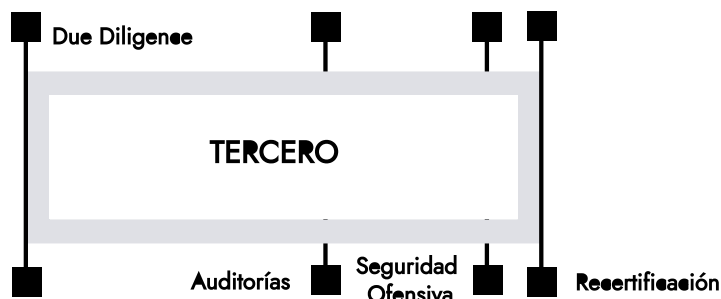 Due Diligence
TERCERO
Auditorías
Seguridad
Ofensiva
Recertificación